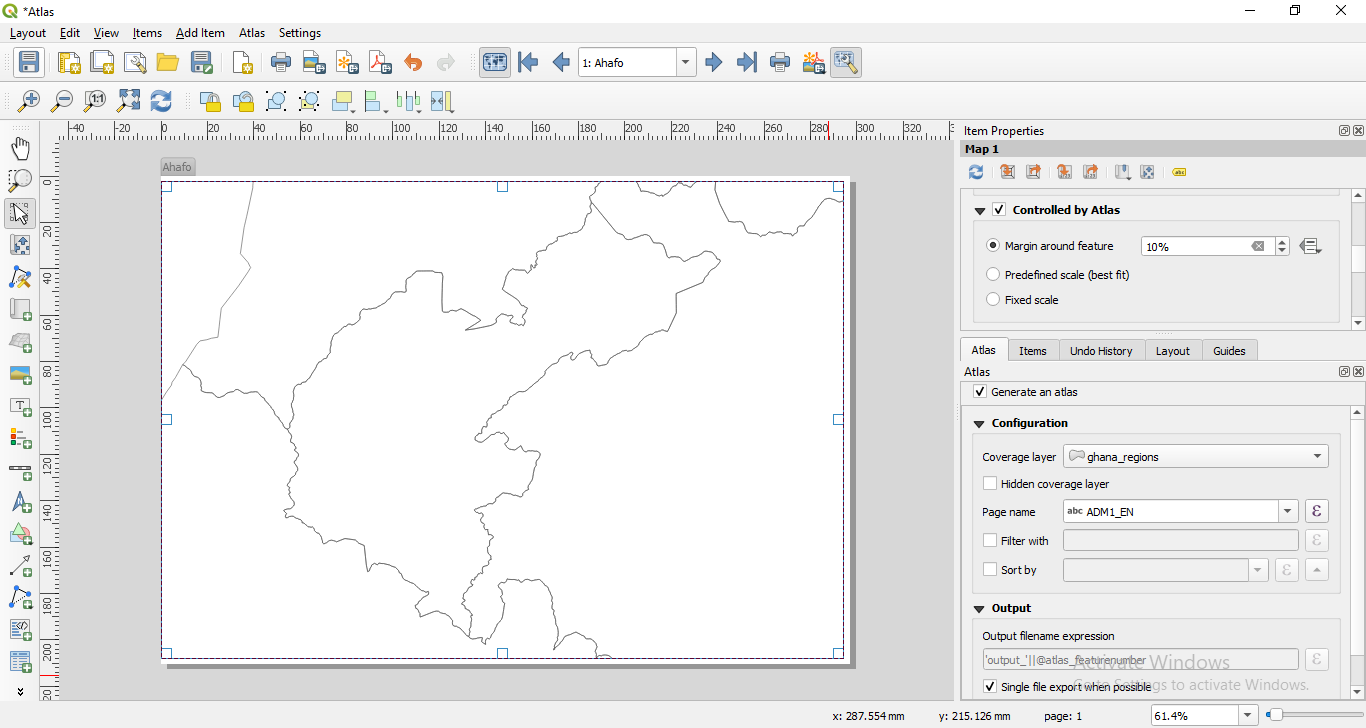 *Atlas
Layout Edit View Items Add Item Atlas Settings
1: Ahafo
-40 -20 0 20 40 60 80 100 120 140 160 180 200 220 240 260 280 300 320
0 20 40 60 80 100 120 140 160 180 200
Ahafo
Item Properties
Map 1
Controlled by Atlas
Margin around feature 10%
Predefined scale (best fit)
Fixed scale
Atlas Items Undo History Layout Guides
Atlas
Generate an atlas
Configuration
Coverage layer ghana_regions
Hidden coverage layer
Page name abc ADM1_EN ε
Filter with ε
Sort by ε
Output
Output filename expression
'output_'||@atlas_featurenumber ε
Single file export when possible
Activate Windows
Go to Settings to activate Windows.
x: 287.554 mm y: 215.126 mm page: 1 61.4%